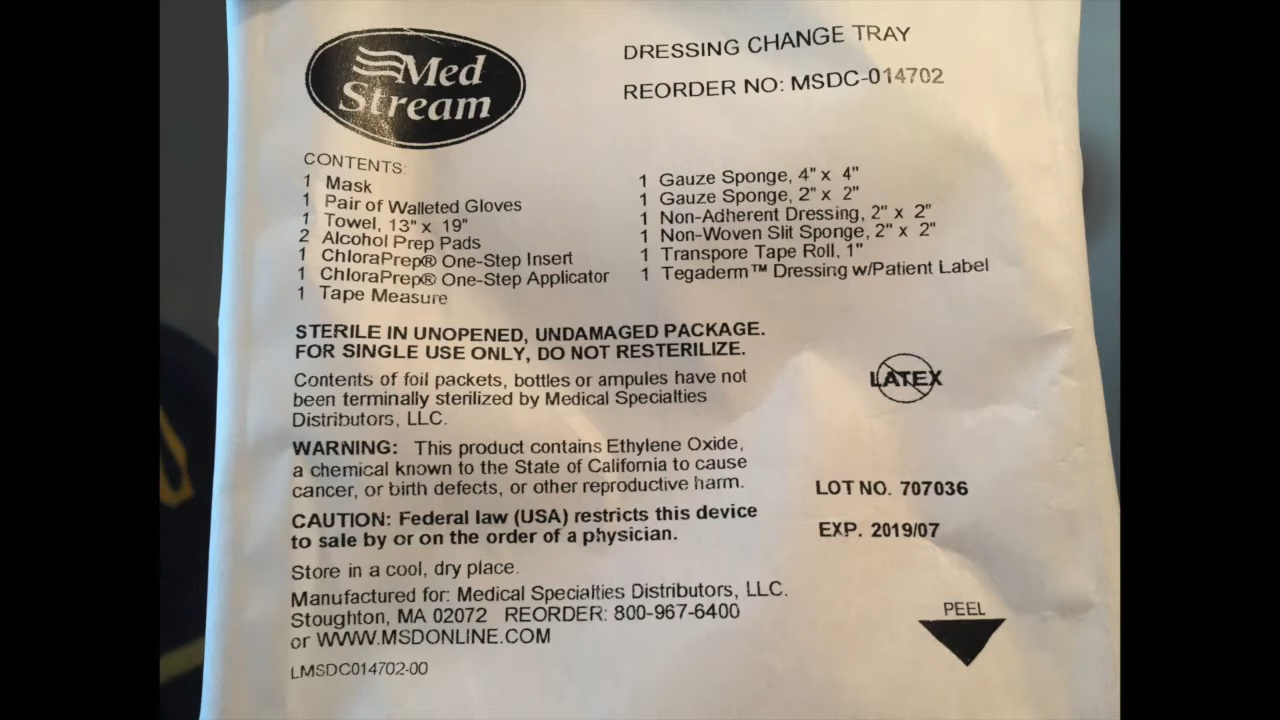 Med
Stream
DRESSING CHANGE TRAY
REORDER NO: MSDC-014702
CONTENTS:
1 Mask
1 Pair of Walleted Gloves
1 Towel, 13" x 19"
2 Alcohol Prep Pads
1 ChloraPrep® One-Step Insert
1 ChloraPrep® One-Step Applicator
1 Tape Measure
1 Gauze Sponge, 4" x 4"
1 Gauze Sponge, 2" x 2"
1 Non-Adherent Dressing, 2" x 2"
1 Non-Woven Slit Sponge, 2" x 2"
1 Transpore Tape Roll, 1"
1 Tegaderm™ Dressing w/Patient Label
STERILE IN UNOPENED, UNDAMAGED PACKAGE.
FOR SINGLE USE ONLY, DO NOT RESTERILIZE.
Contents of foil packets, bottles or ampules have not
been terminally sterilized by Medical Specialties
Distributors, LLC.
LATEX
WARNING: This product contains Ethylene Oxide,
a chemical known to the State of California to cause
cancer, or birth defects, or other reproductive harm.
CAUTION: Federal law (USA) restricts this device
to sale by or on the order of a physician.
LOT NO. 707036
EXP. 2019/07
Store in a cool, dry place.
Manufactured for: Medical Specialties Distributors, LLC.
Stoughton, MA 02072 REORDER: 800-967-6400
or WWW.MSDONLINE.COM
LMSDC014702-00
PEEL